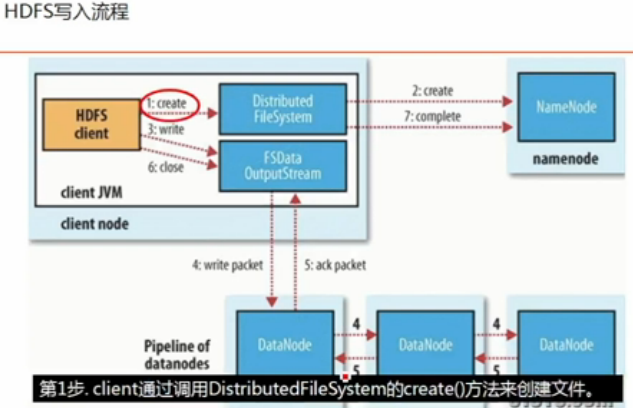 HDFS写入流程
1: create
Distributed
FileSystem
2: create
NameNode
HDFS
client
3: write
7: complete
FSData
OutputStream
6: close
namenode
client JVM
client node
4: write packet
5: ack packet
Pipeline of
datanodes
DataNode
4
DataNode
4
DataNode
5
5
第1步. client通过调用DistributedFileSystem的create()方法来创建文件。